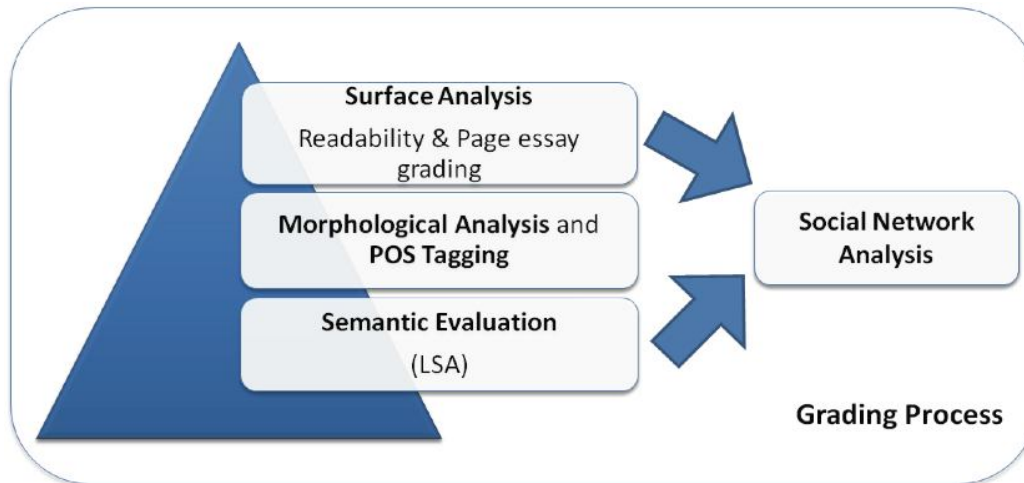 Surface Analysis
Readability & Page essay
grading
Morphological Analysis and
POS Tagging
Semantic Evaluation
(LSA)
Social Network
Analysis
Grading Process